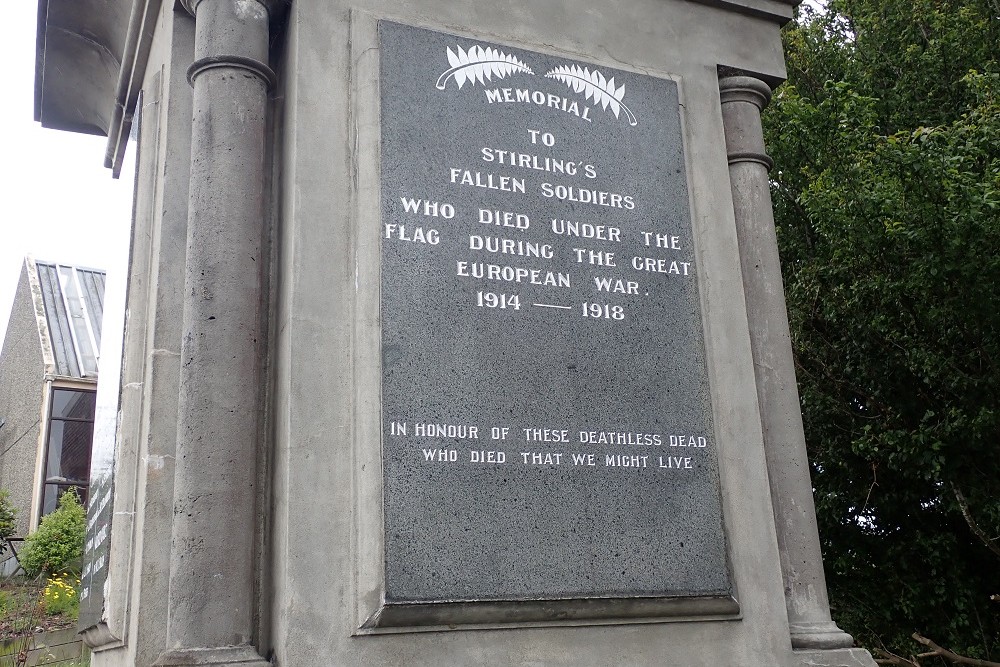 MEMORIAL
TO
STIRLING'S
FALLEN SOLDIERS
WHO DIED UNDER THE
FLAG DURING THE GREAT
EUROPEAN WAR.
1914 — 1918
IN HONOUR OF THESE DEATHLESS DEAD
WHO DIED THAT WE MIGHT LIVE